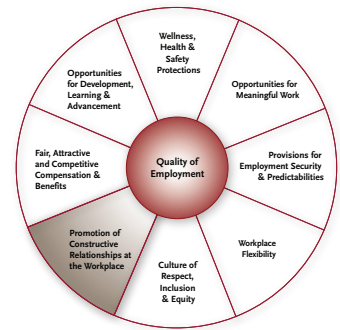 Wellness,
Health &
Safety
Protections
Opportunities for
Meaningful Work
Provisions for
Employment Security
& Predictabilities
Workplace
Flexibility
Culture of
Respect,
Inclusion
& Equity
Promotion of
Constructive
Relationships at
the Workplace
Fair, Attractive
and Competitive
Compensation &
Benefits
Opportunities
for Development,
Learning &
Advancement
Quality of
Employment